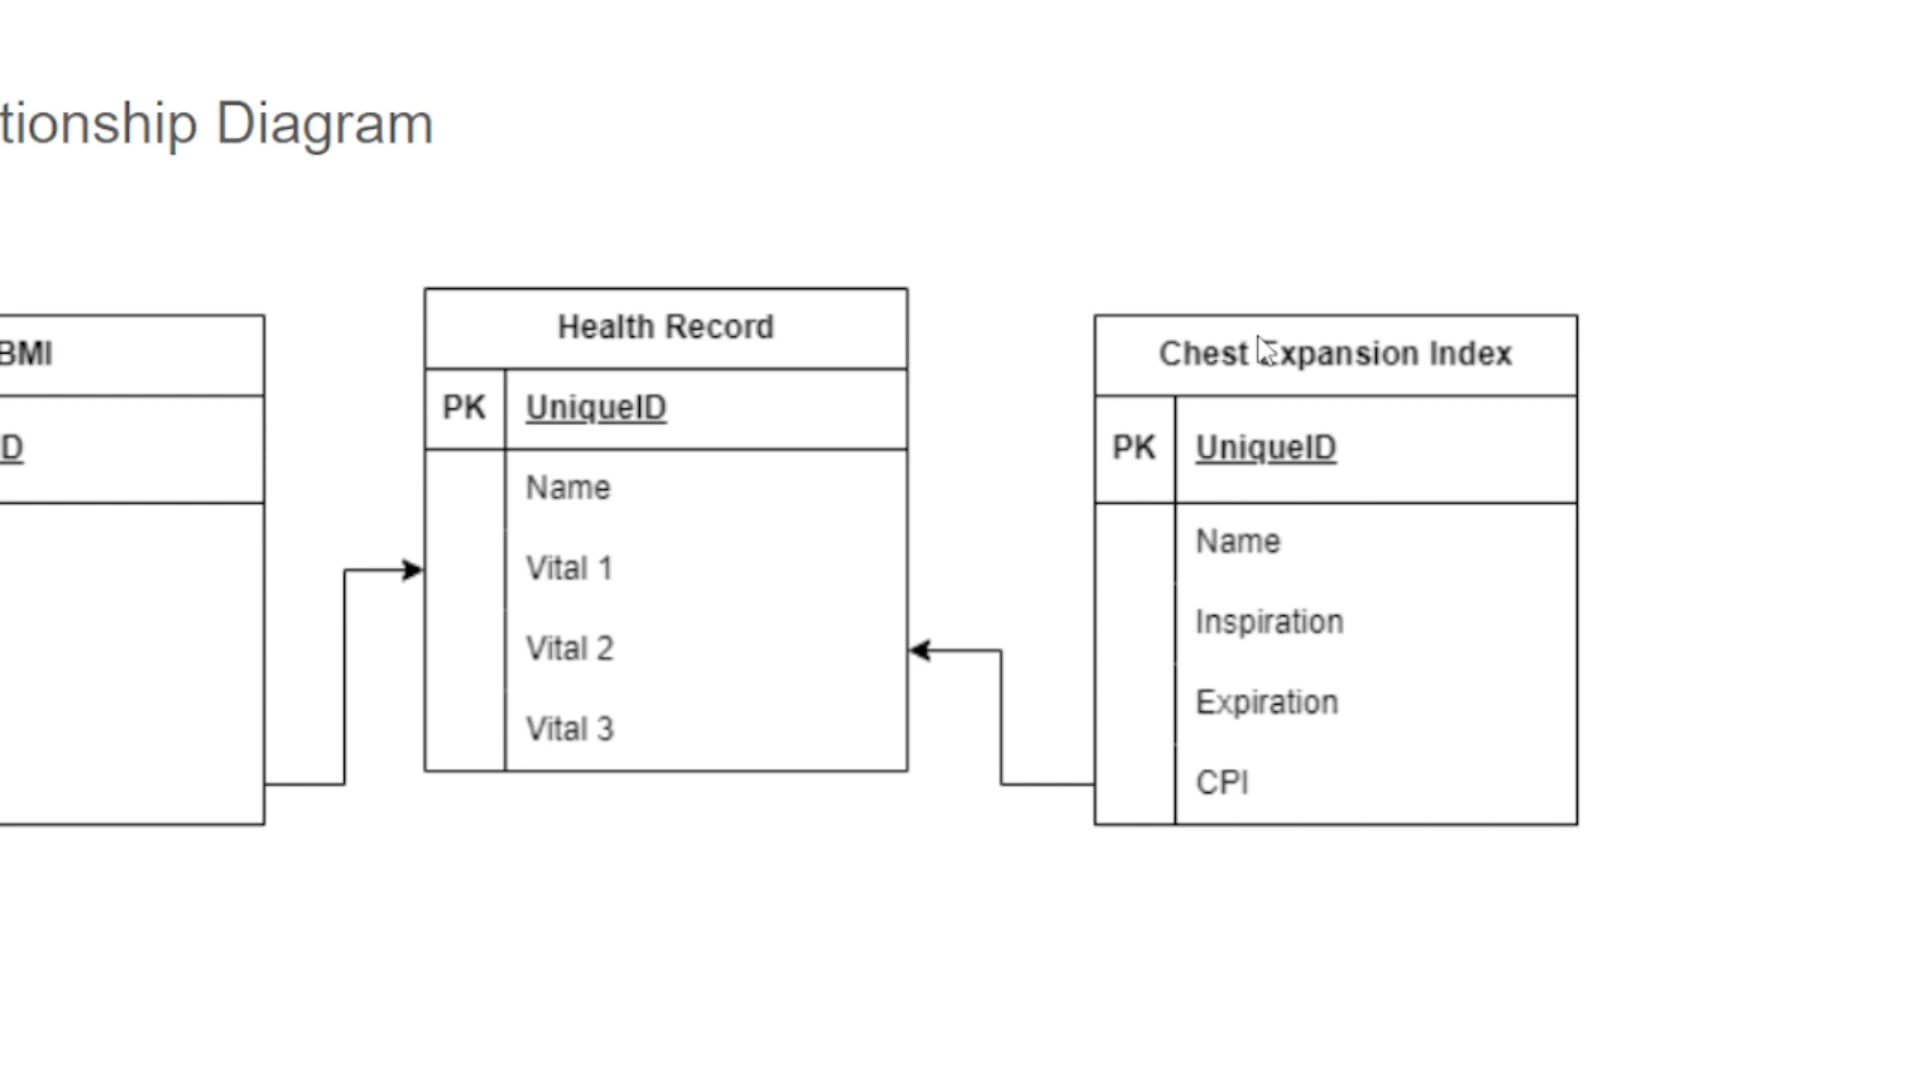 tionship Diagram
BMI
D
Health Record
PK UniqueID
Name
Vital 1
Vital 2
Vital 3
Chest Expansion Index
PK UniqueID
Name
Inspiration
Expiration
CPI